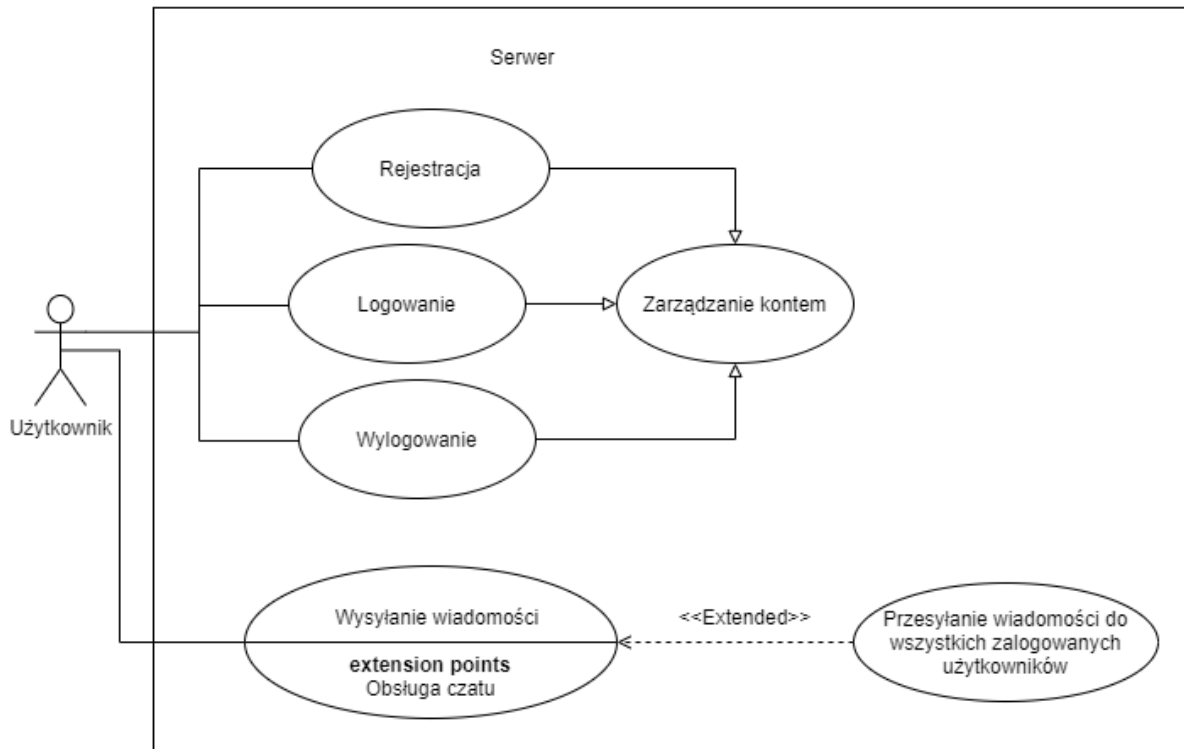 Serwer
Rejestracja
Logowanie
Zarządzanie kontem
Użytkownik
Wylogowanie
Wysyłanie wiadomości
extension points
Obsługa czatu
<<Extended>>
Przesyłanie wiadomości do
wszystkich zalogowanych
użytkowników